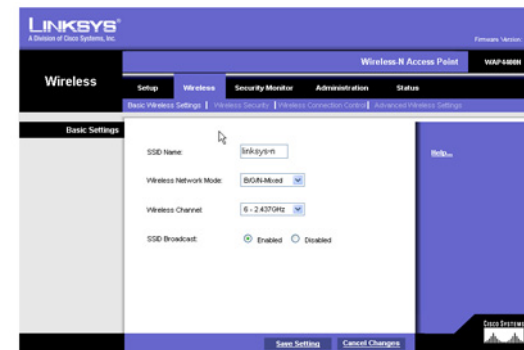 LINKSYS®
A Division of Cisco Systems, Inc.
Firmware Version:
Wireless-N Access Point WAP4400N
Wireless
Setup Wireless Security Monitor Administration Status
Basic Wireless Settings | Wireless Security | Wireless Connection Control | Advanced Wireless Settings
Basic Settings
SSID Name: linksys-n
Help...
Wireless Network Mode: B/G/N-Mixed
Wireless Channel: 6 - 2.437GHz
SSID Broadcast: Enabled Disabled
Save Setting Cancel Changes
CISCO SYSTEMS